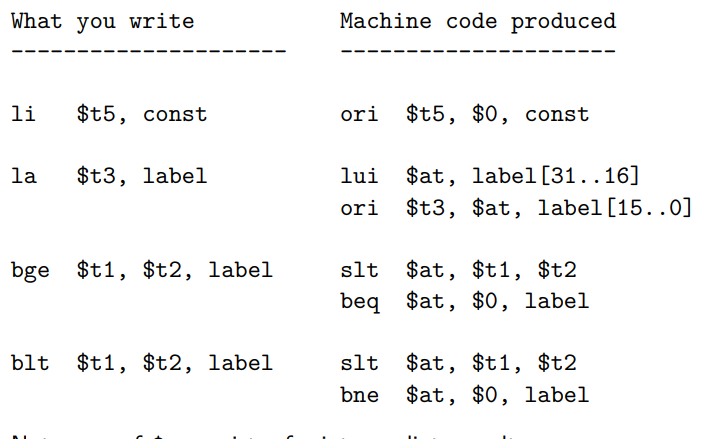 What you write           Machine code produced
---------------------    ---------------------
li   $t5, const          ori  $t5, $0, const
la   $t3, label          lui  $at, label[31..16]
                         ori  $t3, $at, label[15..0]
bge  $t1, $t2, label     slt  $at, $t1, $t2
                         beq  $at, $0, label
blt  $t1, $t2, label     slt  $at, $t1, $t2
                         bne  $at, $0, label